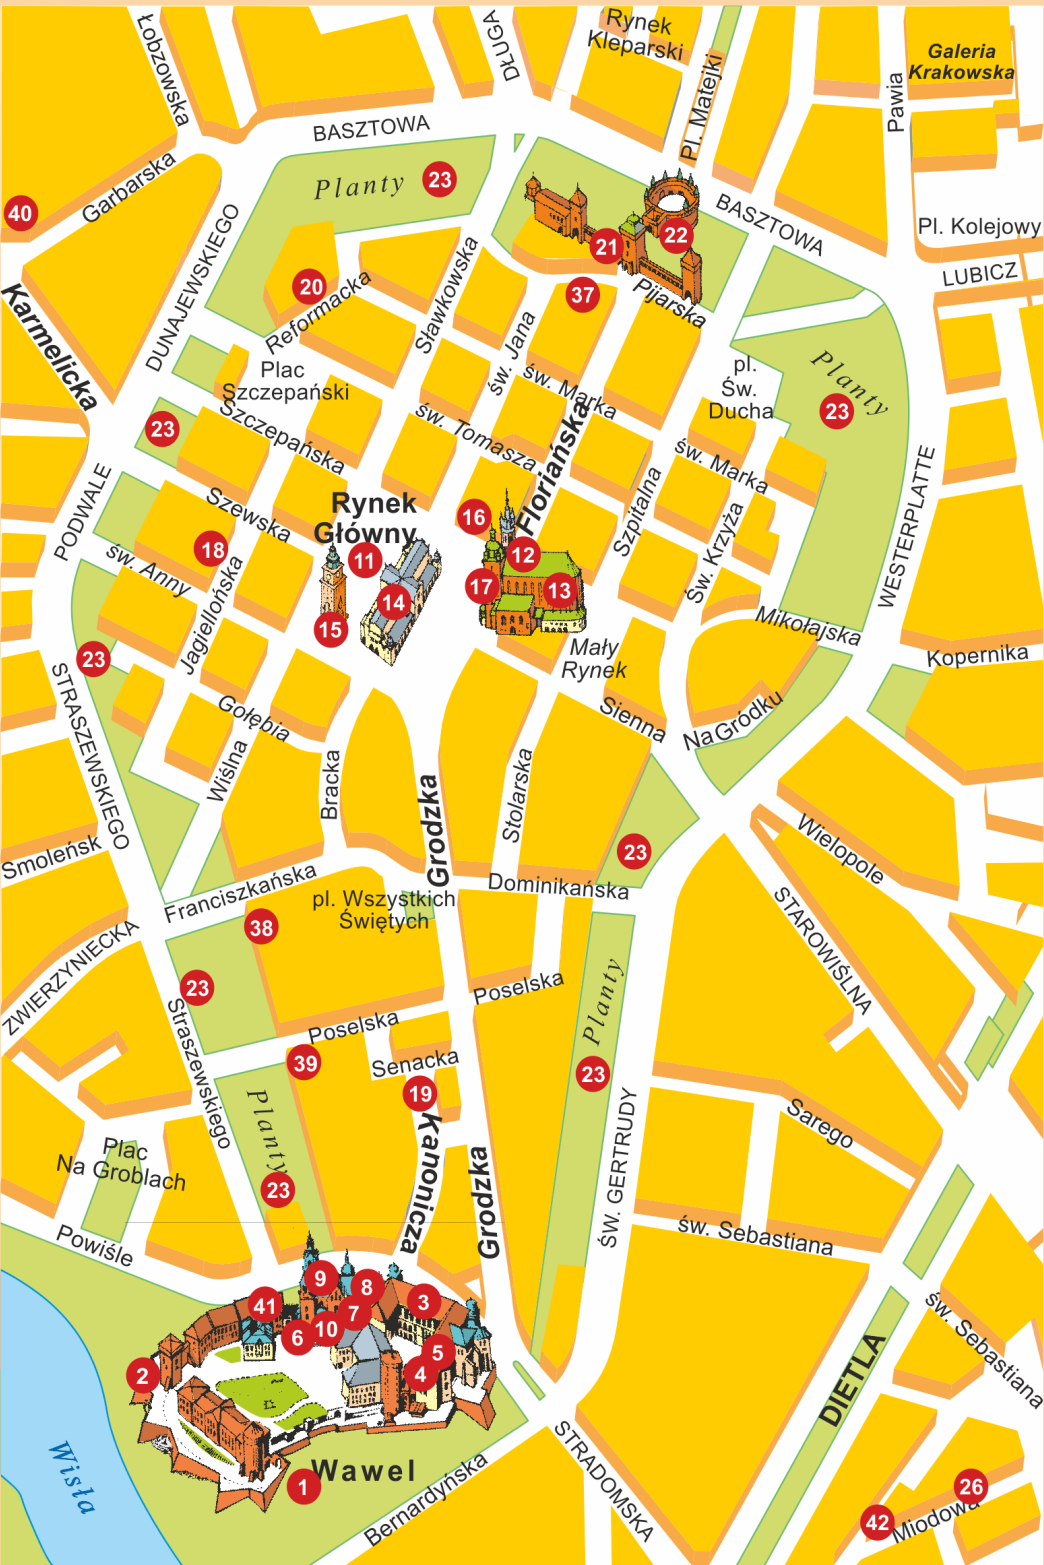 Łobzowska
DŁUGA
Rynek
Kleparski
Pl. Matejki
Galeria
Krakowska
Pawia
BASZTOWA
Garbarska
Planty
23
40
BASZTOWA
Pl. Kolejowy
LUBICZ
21
22
DUNAJEWSKIEGO
20
Reformacka
Sławkowska
37
Pijarska
św. Jana
Karmelicka
Plac
Szczepański
św. Marka
pl.
Św.
Ducha
Planty
23
23
Szczepańska
św. Tomasza
Floriańska
św. Marka
PODWALE
Szewska
Rynek
Główny
16
Szpitalna
Św. Krzyża
WESTERPLATTE
18
11
12
św. Anny
17
13
14
Jagiellońska
15
Mikołajska
23
Mały
Rynek
Kopernika
STRASZEWSKIEGO
Gołębia
Sienna
Na Gródku
Wiślna
Bracka
Grodzka
Stolarska
Smoleńsk
23
Wielopole
Franciszkańska
pl. Wszystkich
Świętych
Dominikańska
STAROWIŚLNA
38
ZWIERZYNIECKA
23
Straszewskiego
Poselska
Poselska
Planty
39
Senacka
23
19
Planty
Kanonicza
Sarego
Plac
Na Groblach
23
Grodzka
ŚW. GERTRUDY
Powiśle
św. Sebastiana
9
8
41
7
3
6
10
5
2
4
św. Sebastiana
DIETLA
Wisła
Wawel
1
Bernardyńska
STRADOMSKA
26
42
Miodowa